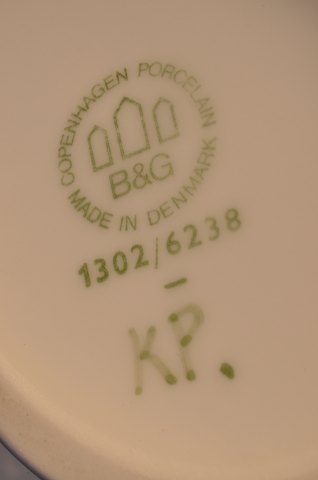 COPENHAGEN PORCELAIN
B&G
MADE IN DENMARK
1302/6238
KP.